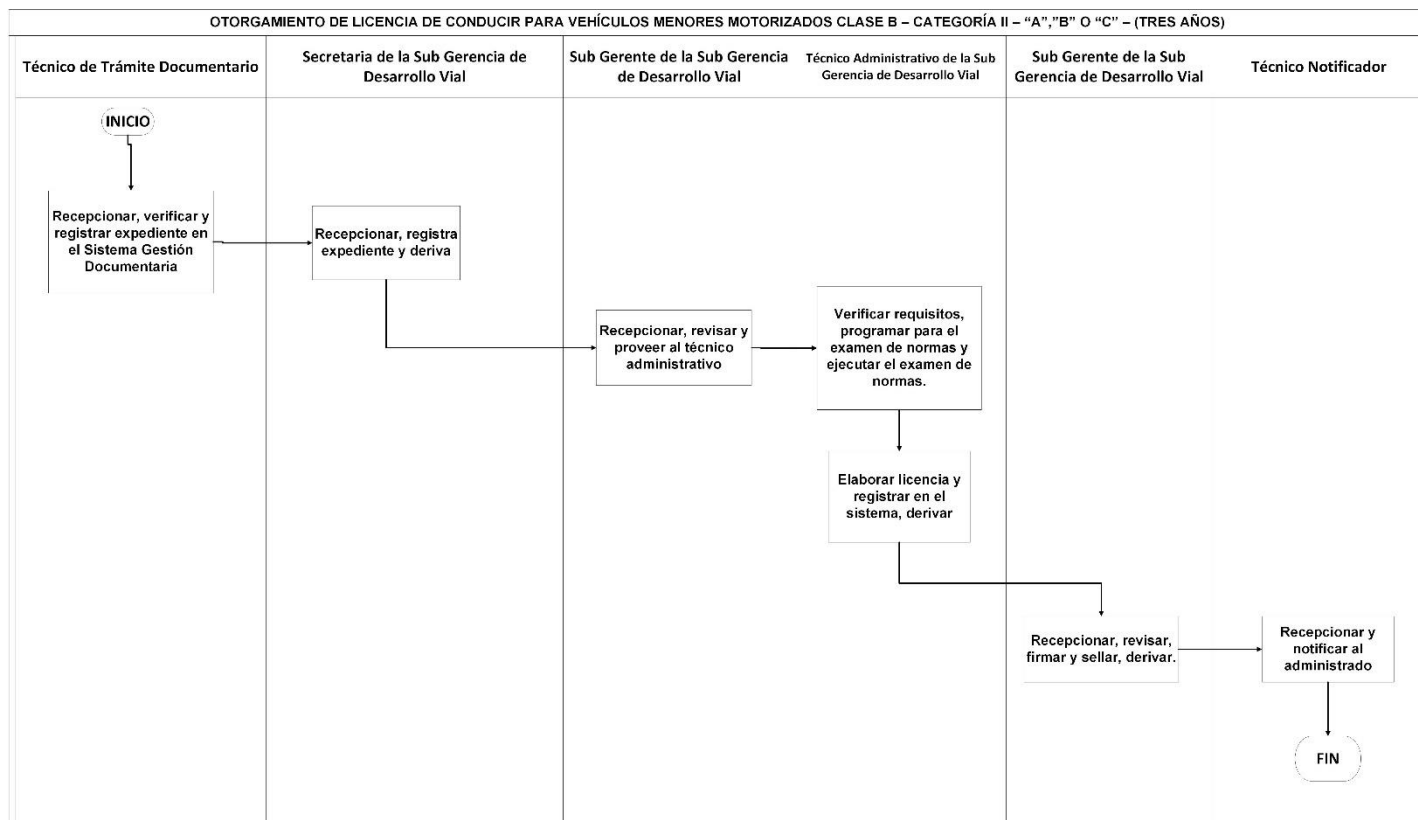 OTORGAMIENTO DE LICENCIA DE CONDUCIR PARA VEHÍCULOS MENORES MOTORIZADOS CLASE B – CATEGORÍA II – “A”,”B” O “C” – (TRES AÑOS)
Técnico de Trámite Documentario
Secretaria de la Sub Gerencia de
Desarrollo Vial
Sub Gerente de la Sub Gerencia
de Desarrollo Vial
Técnico Administrativo de la Sub
Gerencia de Desarrollo Vial
Sub Gerente de la Sub
Gerencia de Desarrollo Vial
Técnico Notificador
INICIO
Recepcionar, verificar y
registrar expediente en
el Sistema Gestión
Documentaria
Recepcionar, registra
expediente y deriva
Recepcionar, revisar y
proveer al técnico
administrativo
Verificar requisitos,
programar para el
examen de normas y
ejecutar el examen de
normas.
Elaborar licencia y
registrar en el
sistema, derivar
Recepcionar, revisar,
firmar y sellar, derivar.
Recepcionar y
notificar al
administrado
FIN